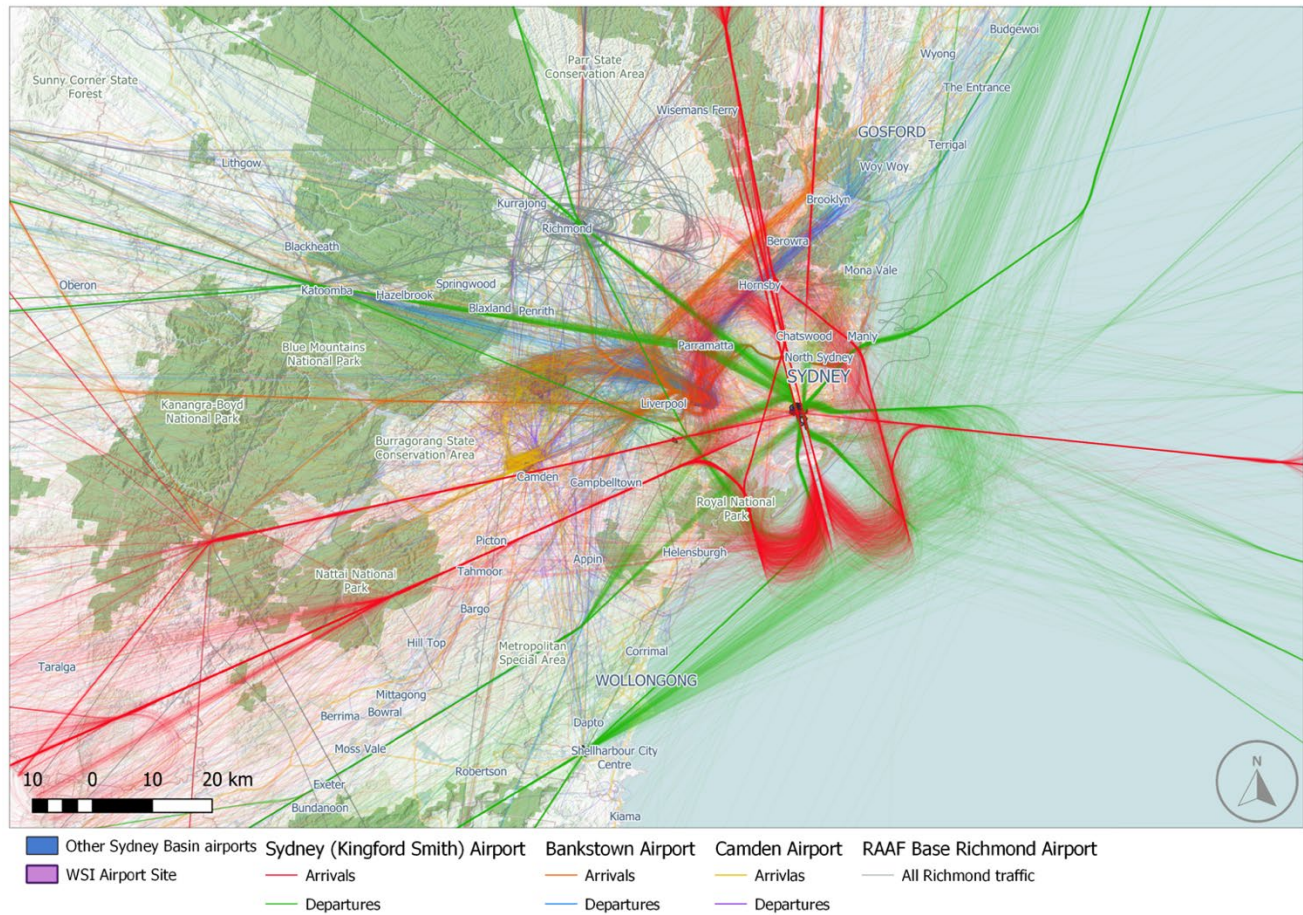 Budgewoi
Wyong
Parr State
Conservation Area
Sunny Corner State
Forest
The Entrance
Wisemans Ferry
GOSFORD
Terrigal
Lithgow
Woy Woy
Kurrajong
Brooklyn
Richmond
Berowra
Blackheath
Mona Vale
Oberon
Springwood
Hornsby
Katoomba
Hazelbrook
Blaxland
Penrith
Chatswood
Manly
Blue Mountains
National Park
Parramatta
North Sydney
SYDNEY
Kanangra-Boyd
National Park
Liverpool
Burragorang State
Conservation Area
Camden
Campbelltown
Royal National
Park
Picton
Helensburgh
Appin
Nattai National
Park
Tahmoor
Bargo
Hill Top
Metropolitan
Special Area
Corrimal
Taralga
WOLLONGONG
Mittagong
Berrima
Bowral
Dapto
Moss Vale
Shellharbour City
Centre
Robertson
Exeter
Bundanoon
Kiama
10 0 10 20 km
N
Other Sydney Basin airports
WSI Airport Site
Sydney (Kingford Smith) Airport
Arrivals
Departures
Bankstown Airport
Arrivals
Departures
Camden Airport
Arrivlas
Departures
RAAF Base Richmond Airport
All Richmond traffic